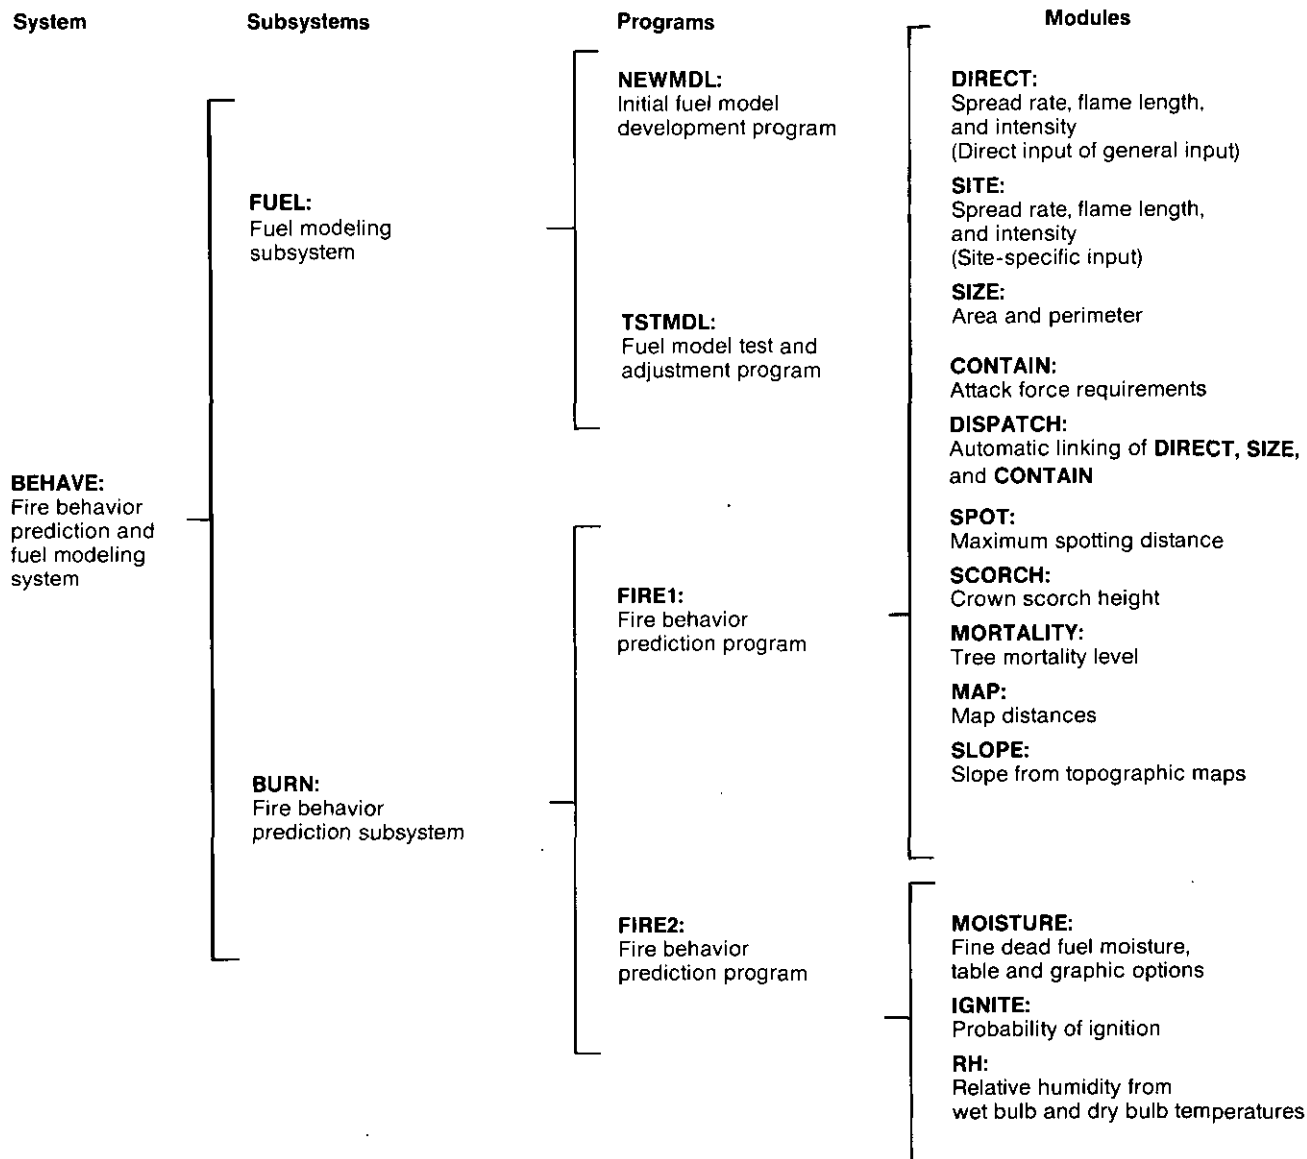 System
Subsystems
Programs
Modules
BEHAVE:
Fire behavior
prediction and
fuel modeling
system
FUEL:
Fuel modeling
subsystem
BURN:
Fire behavior
prediction subsystem
NEWMDL:
Initial fuel model
development program
TSTMDL:
Fuel model test and
adjustment program
FIRE1:
Fire behavior
prediction program
FIRE2:
Fire behavior
prediction program
DIRECT:
Spread rate, flame length,
and intensity
(Direct input of general input)
SITE:
Spread rate, flame length,
and intensity
(Site-specific input)
SIZE:
Area and perimeter
CONTAIN:
Attack force requirements
DISPATCH:
Automatic linking of DIRECT, SIZE,
and CONTAIN
SPOT:
Maximum spotting distance
SCORCH:
Crown scorch height
MORTALITY:
Tree mortality level
MAP:
Map distances
SLOPE:
Slope from topographic maps
MOISTURE:
Fine dead fuel moisture,
table and graphic options
IGNITE:
Probability of ignition
RH:
Relative humidity from
wet bulb and dry bulb temperatures